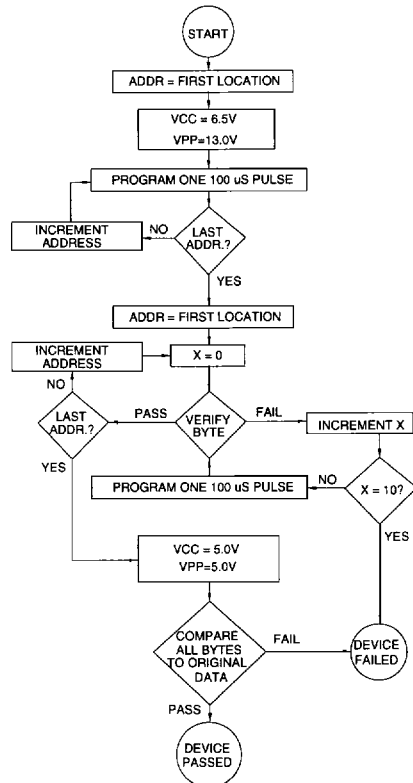 START
ADDR = FIRST LOCATION
VCC = 6.5V
VPP=13.0V
PROGRAM ONE 100 uS PULSE
INCREMENT
ADDRESS
NO
LAST
ADDR.?
YES
ADDR = FIRST LOCATION
INCREMENT
ADDRESS
X = 0
NO
LAST
ADDR.?
PASS
VERIFY
BYTE
FAIL
INCREMENT X
YES
PROGRAM ONE 100 uS PULSE
NO
X = 10?
YES
VCC = 5.0V
VPP=5.0V
COMPARE
ALL BYTES
TO ORIGINAL
DATA
FAIL
DEVICE
FAILED
PASS
DEVICE
PASSED